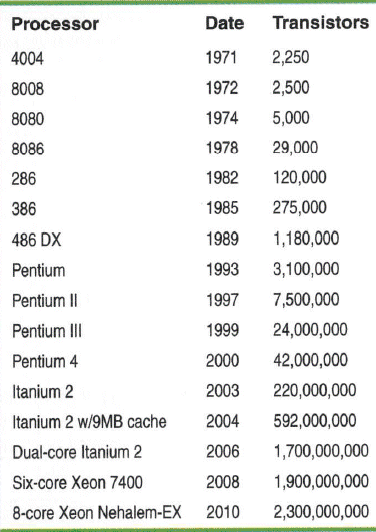 Processor Date Transistors
4004 1971 2,250
8008 1972 2,500
8080 1974 5,000
8086 1978 29,000
286 1982 120,000
386 1985 275,000
486 DX 1989 1,180,000
Pentium 1993 3,100,000
Pentium II 1997 7,500,000
Pentium III 1999 24,000,000
Pentium 4 2000 42,000,000
Itanium 2 2003 220,000,000
Itanium 2 w/9MB cache 2004 592,000,000
Dual-core Itanium 2 2006 1,700,000,000
Six-core Xeon 7400 2008 1,900,000,000
8-core Xeon Nehalem-EX 2010 2,300,000,000